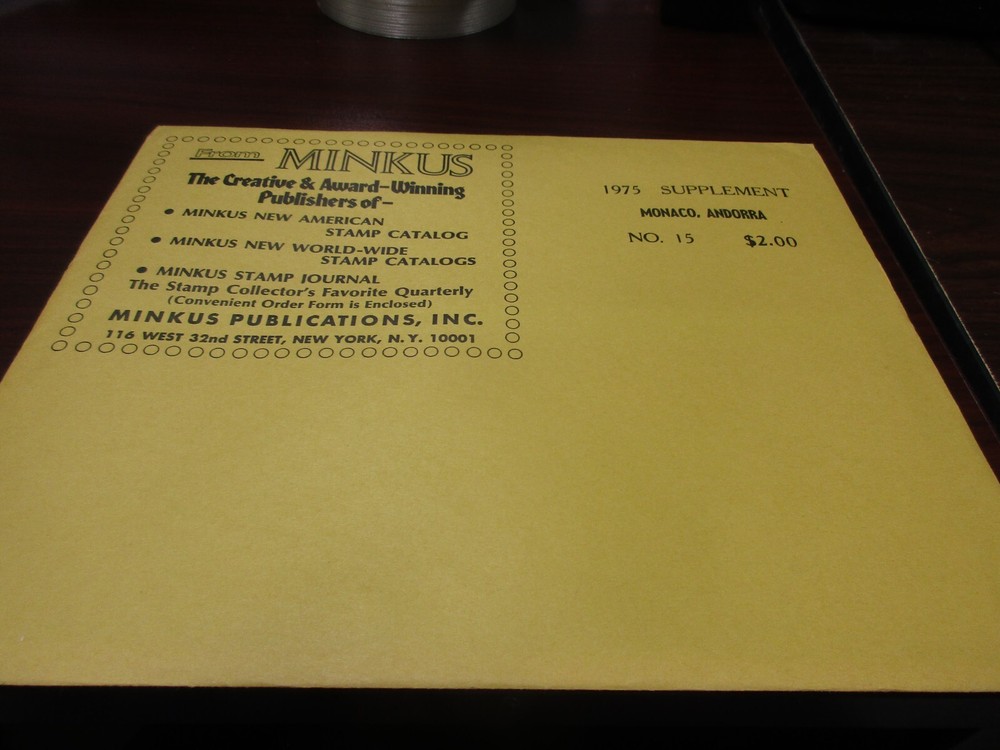 From MINKUS
The Creative & Award-Winning
Publishers of-
• MINKUS NEW AMERICAN
STAMP CATALOG
• MINKUS NEW WORLD-WIDE
STAMP CATALOGS
• MINKUS STAMP JOURNAL
The Stamp Collector's Favorite Quarterly
(Convenient Order Form is Enclosed)
MINKUS PUBLICATIONS, INC.
116 WEST 32nd STREET, NEW YORK, N.Y. 10001
1975 SUPPLEMENT
MONACO, ANDORRA
NO. 15 $2.00